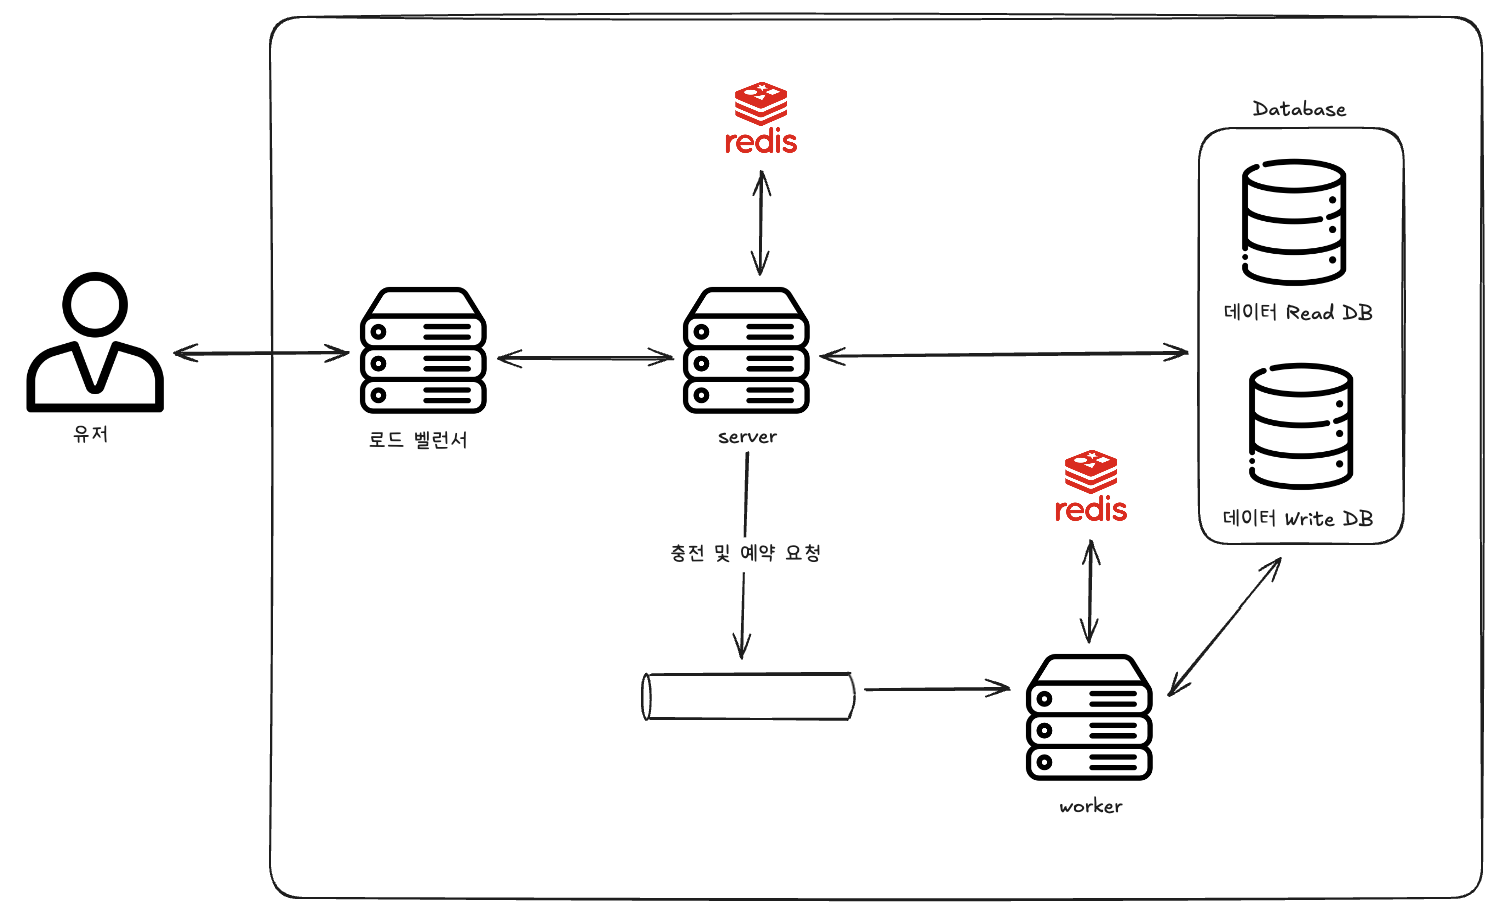 redis
Database
데이터 Read DB
유저
로드 벨런서
server
redis
데이터 Write DB
충전 및 예약 요청
worker